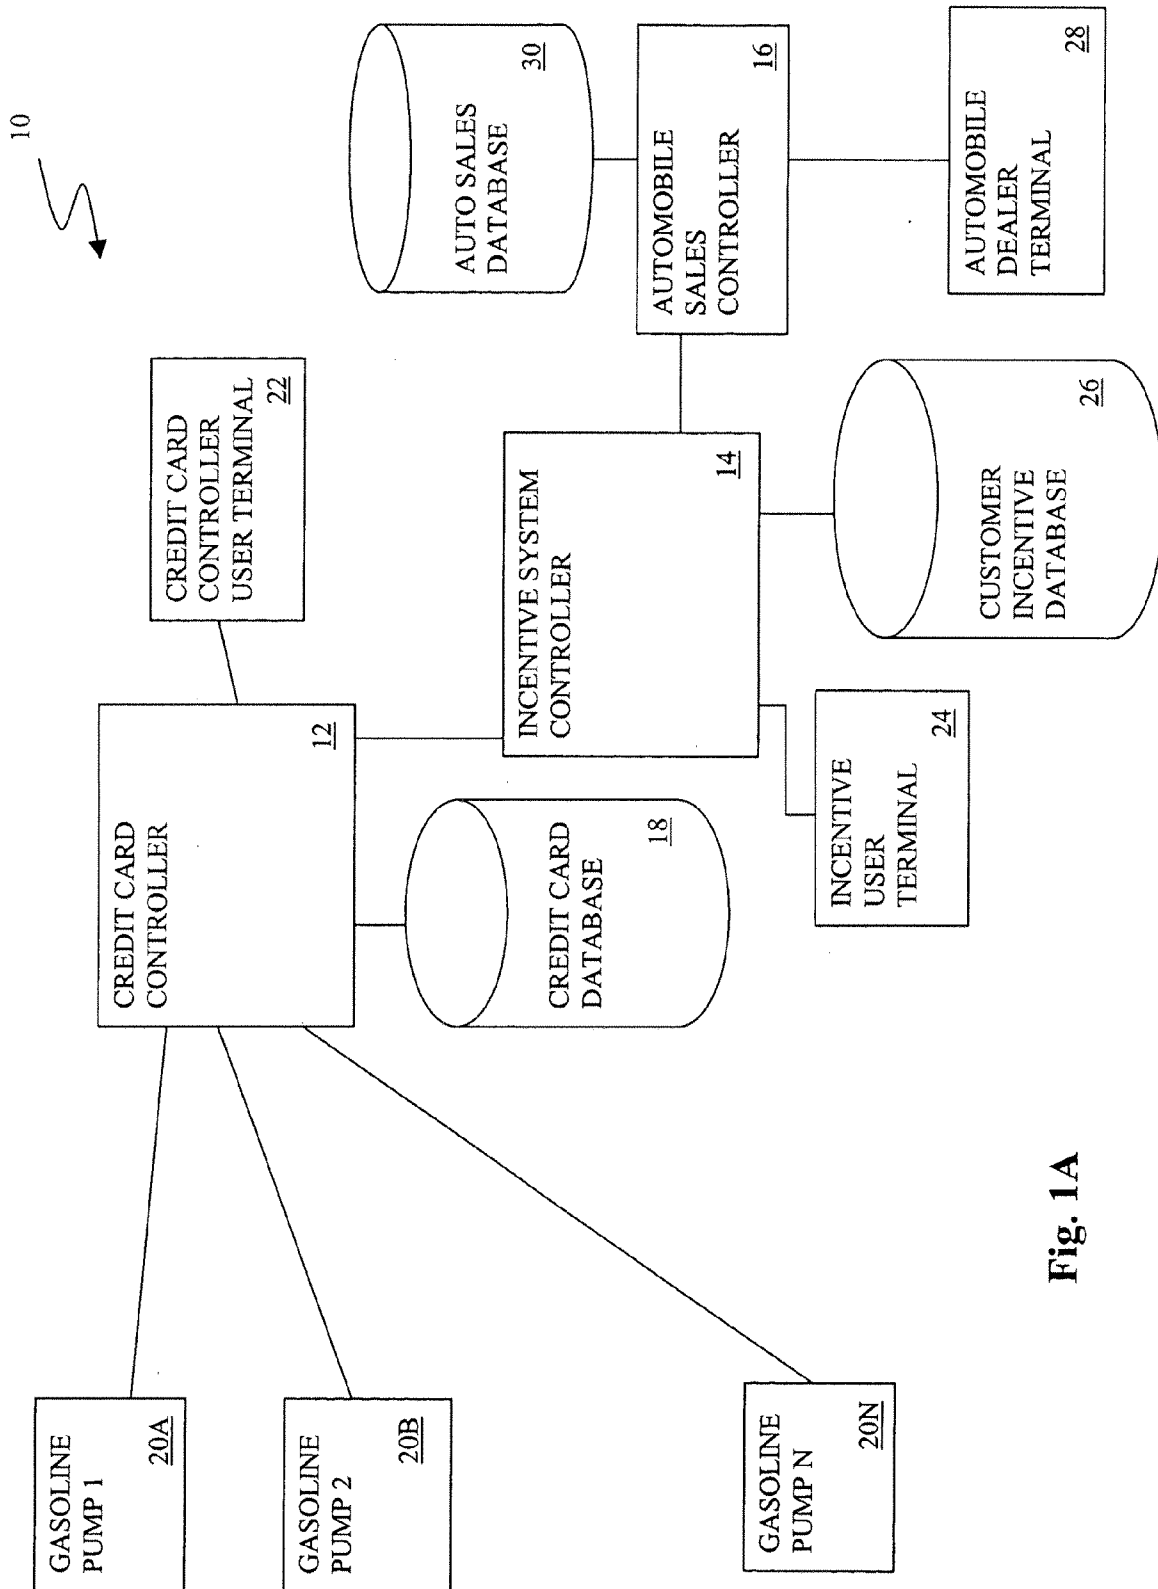 10
GASOLINE
PUMP 1
20A
GASOLINE
PUMP 2
20B
GASOLINE
PUMP N
20N
CREDIT CARD
CONTROLLER
12
CREDIT CARD
CONTROLLER
USER TERMINAL
22
CREDIT CARD
DATABASE
18
INCENTIVE SYSTEM
CONTROLLER
14
INCENTIVE
USER
TERMINAL
24
CUSTOMER
INCENTIVE
DATABASE
26
AUTO SALES
DATABASE
30
AUTOMOBILE
SALES
CONTROLLER
16
AUTOMOBILE
DEALER
TERMINAL
28
Fig. 1A